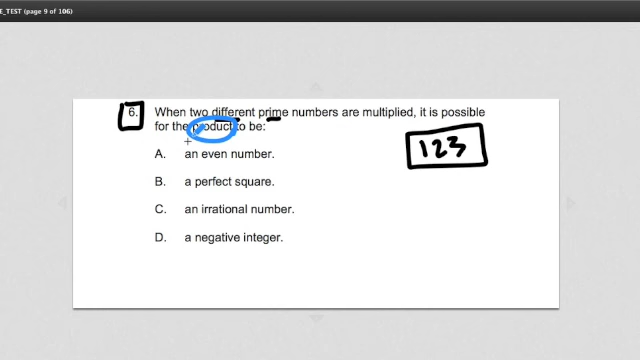 E_TEST (page 9 of 106)
6. When two different prime numbers are multiplied, it is possible
for the product to be:
123
A. an even number.
B. a perfect square.
C. an irrational number.
D. a negative integer.